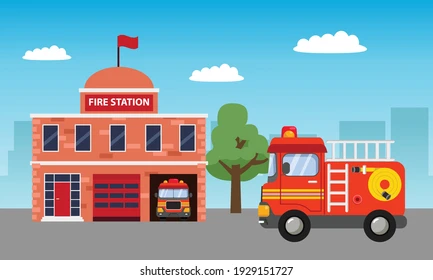 FIRE STATION
shutterstock.com · 1929151727